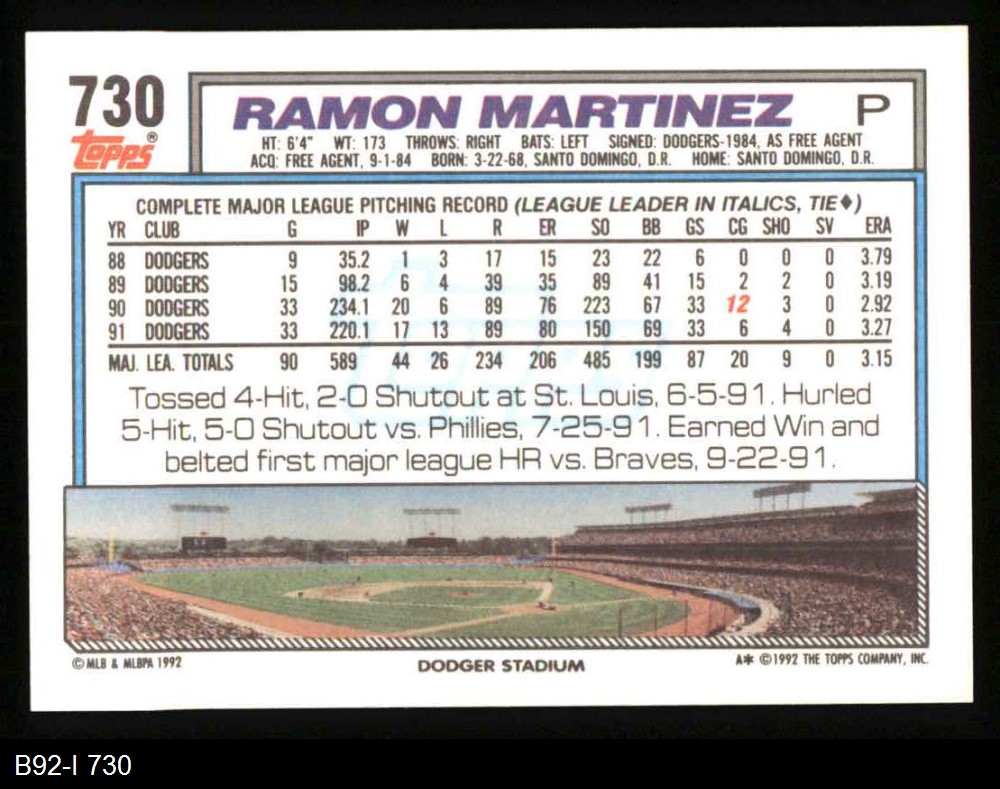 730
Topps®
RAMON MARTINEZ P
HT: 6'4" WT: 173 THROWS: RIGHT BATS: LEFT SIGNED: DODGERS-1984, AS FREE AGENT
ACQ: FREE AGENT, 9-1-84 BORN: 3-22-68, SANTO DOMINGO, D.R. HOME: SANTO DOMINGO, D.R.
COMPLETE MAJOR LEAGUE PITCHING RECORD (LEAGUE LEADER IN ITALICS, TIE♦)
YR CLUB G IP W L R ER SO BB GS CG SHO SV ERA
88 DODGERS 9 35.2 1 3 17 15 23 22 6 0 0 0 3.79
89 DODGERS 15 98.2 6 4 39 35 89 41 15 2 2 0 3.19
90 DODGERS 33 234.1 20 6 89 76 223 67 33 12 3 0 2.92
91 DODGERS 33 220.1 17 13 89 80 150 69 33 6 4 0 3.27
MAJ. LEA. TOTALS 90 589 44 26 234 206 485 199 87 20 9 0 3.15
Tossed 4-Hit, 2-0 Shutout at St. Louis, 6-5-91. Hurled
5-Hit, 5-0 Shutout vs. Phillies, 7-25-91. Earned Win and
belted first major league HR vs. Braves, 9-22-91.
© MLB & MLBPA 1992
DODGER STADIUM
A* ©1992 THE TOPPS COMPANY, INC.
B92-I 730